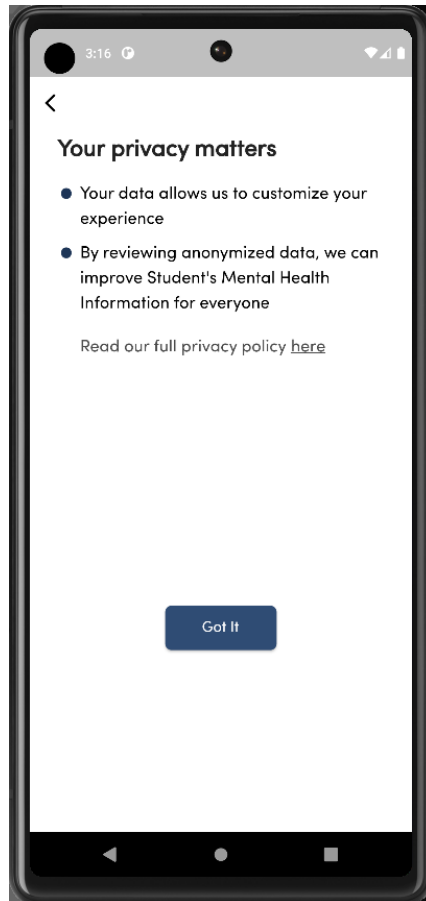 3:16
Your privacy matters
Your data allows us to customize your
experience
By reviewing anonymized data, we can
improve Student's Mental Health
Information for everyone
Read our full privacy policy here
Got It